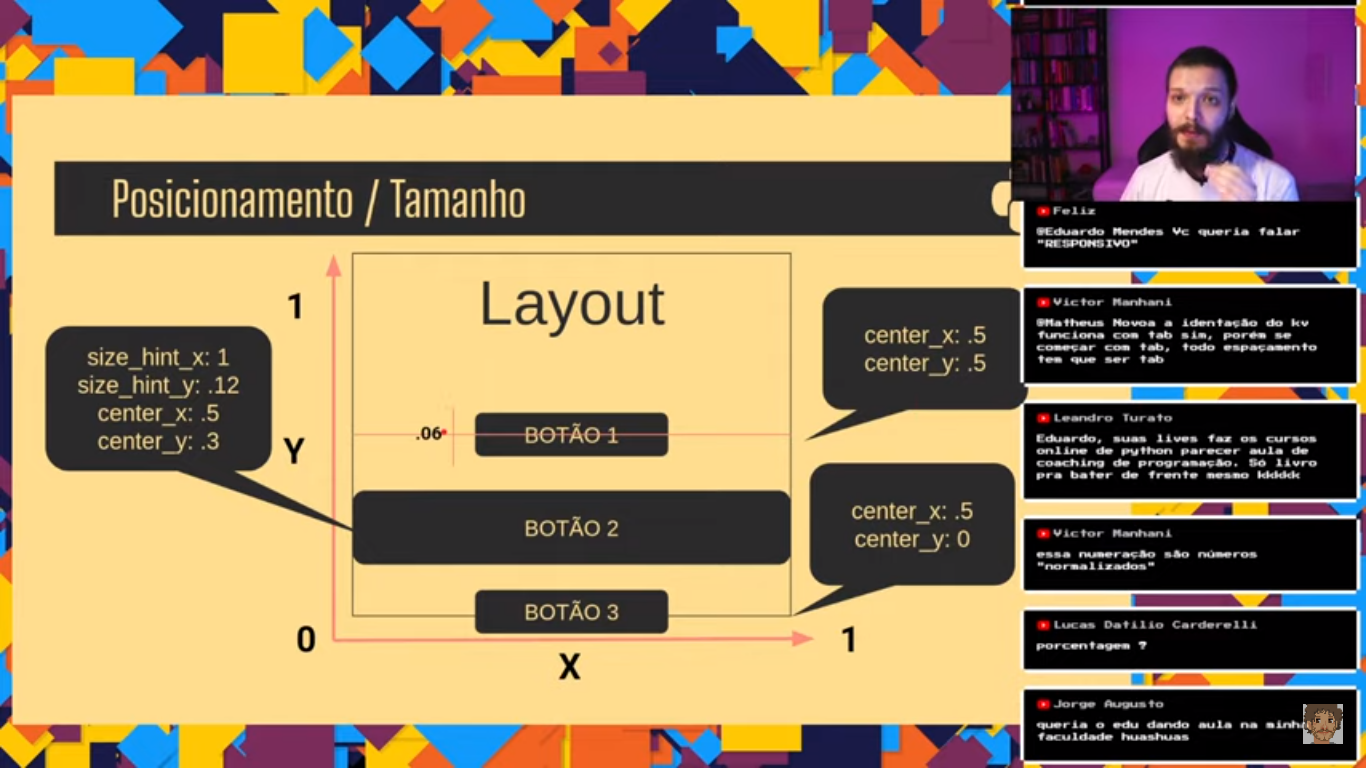 Posicionamento / Tamanho
Layout
1
Y
0
X
1
size_hint_x: 1
size_hint_y: .12
center_x: .5
center_y: .3
center_x: .5
center_y: .5
.06
BOTÃO 1
BOTÃO 2
center_x: .5
center_y: 0
BOTÃO 3
Feliz
@Eduardo Mendes Vc queria falar
"RESPONSIVO"
Victor Manhani
@Matheus Novoa a identação do kv
funciona com tab sim, porém se
começar com tab, todo espaçamento
tem que ser tab
Leandro Turato
Eduardo, suas lives faz os cursos
online de python parecer aula de
coaching de programação. Só livro
pra bater de frente mesmo kkkkk
Victor Manhani
essa numeração são números
"normalizados"
Lucas Datilio Carderelli
porcentagem ?
Jorge Augusto
queria o edu dando aula na minha
faculdade huashuas